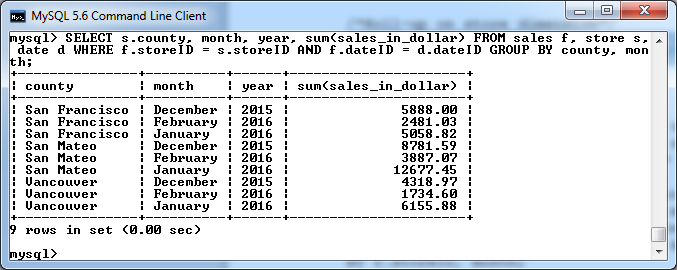 MySQL 5.6 Command Line Client
mysql> SELECT s.county, month, year, sum(sales_in_dollar) FROM sales f, store s,
date d WHERE f.storeID = s.storeID AND f.dateID = d.dateID GROUP BY county, mon
th;
+---------------+----------+------+----------------------+
| county | month | year | sum(sales_in_dollar) |
+---------------+----------+------+----------------------+
| San Francisco | December | 2015 | 5888.00 |
| San Francisco | February | 2016 | 2481.03 |
| San Francisco | January | 2016 | 5058.82 |
| San Mateo | December | 2015 | 8781.59 |
| San Mateo | February | 2016 | 3887.07 |
| San Mateo | January | 2016 | 12677.45 |
| Vancouver | December | 2015 | 4318.97 |
| Vancouver | February | 2016 | 1734.60 |
| Vancouver | January | 2016 | 6155.88 |
+---------------+----------+------+----------------------+
9 rows in set (0.00 sec)
mysql>